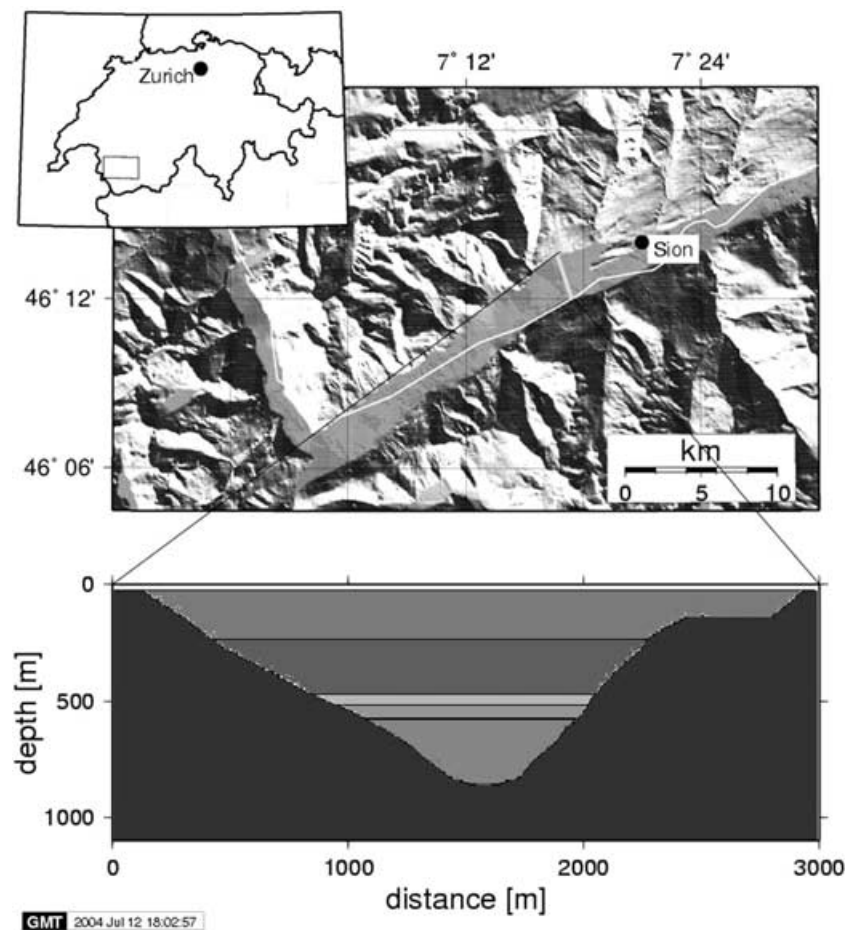 Zurich
7° 12' 7° 24'
Sion
46° 12'
46° 06'
km
0 5 10
0
500
1000
depth [m]
0 1000 2000 3000
distance [m]
GMT 2004 Jul 12 18:02:57